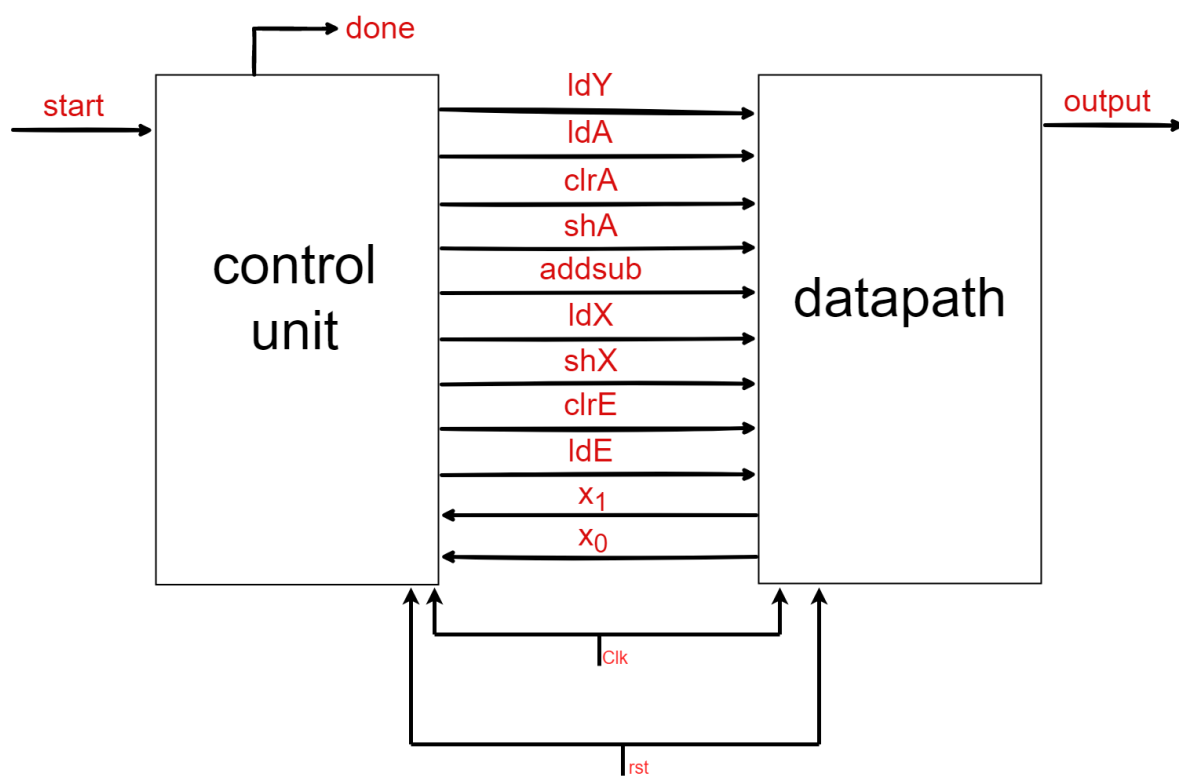 done
start
ldY
output
ldA
clrA
shA
control
unit
addsub
datapath
ldX
shX
clrE
ldE
x₁
x₀
Clk
rst